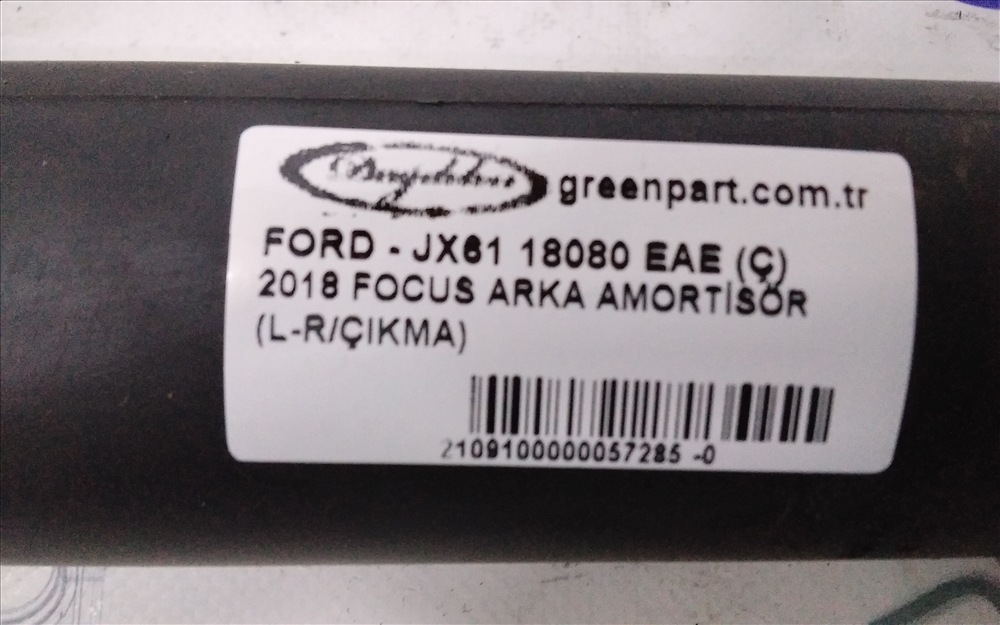 greenpart.com.tr
FORD - JX61 18080 EAE (Ç)
2018 FOCUS ARKA AMORTİSÖR
(L-R/ÇIKMA)
2109100000057285 -0